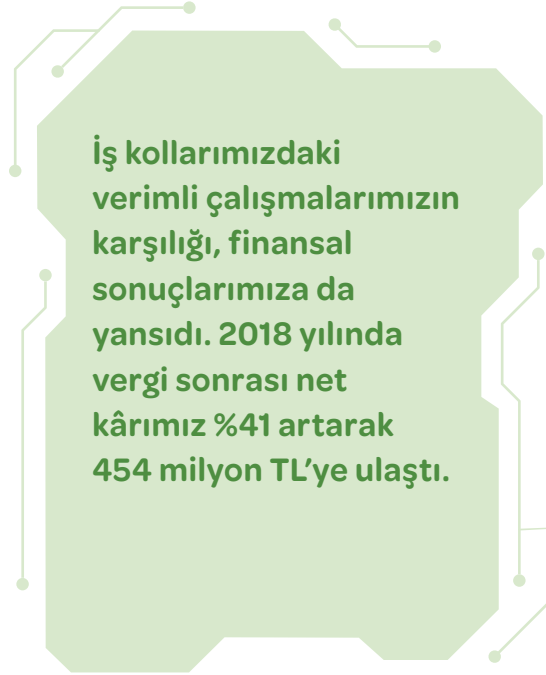 İş kollarımızdaki
verimli çalışmalarımızın
karşılığı, finansal
sonuçlarımıza da
yansıdı. 2018 yılında
vergi sonrası net
kârımız %41 artarak
454 milyon TL’ye ulaştı.